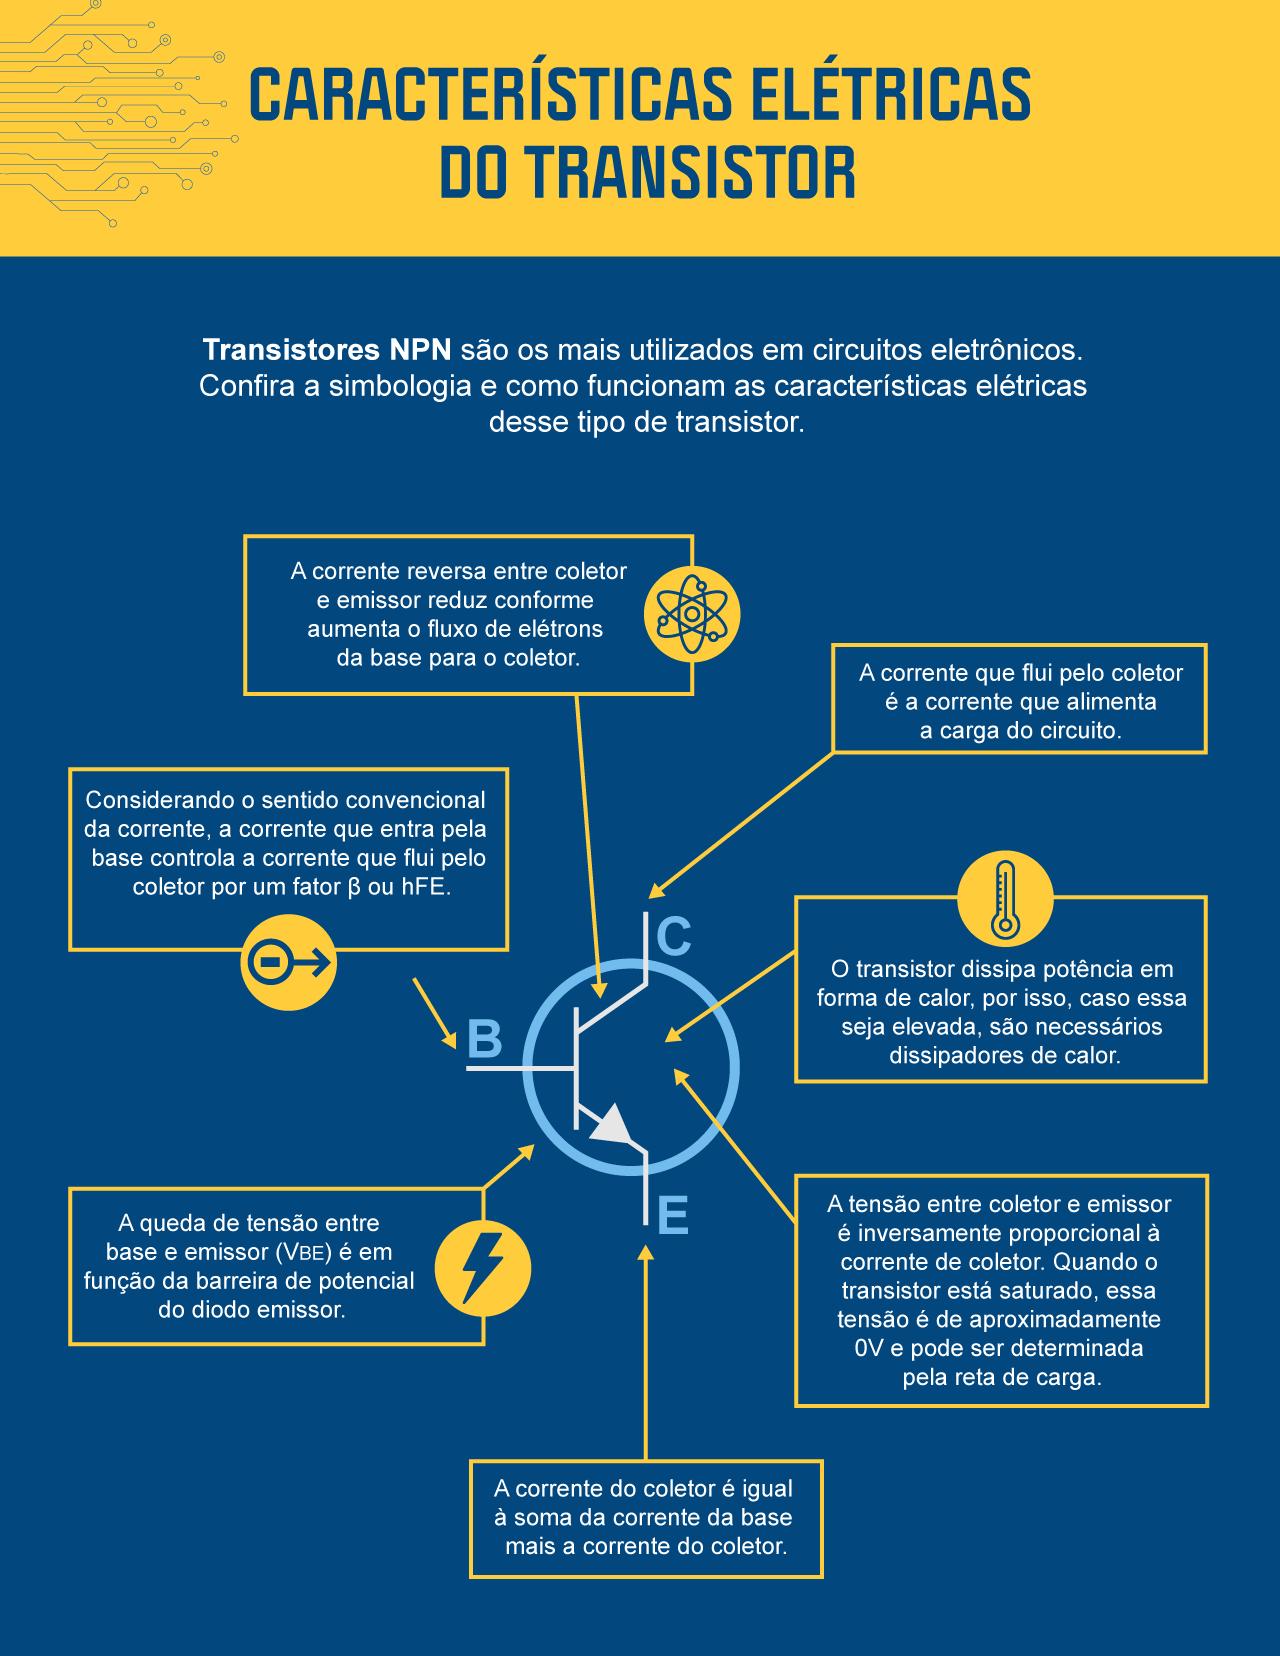 CARACTERÍSTICAS ELÉTRICAS
DO TRANSISTOR
Transistores NPN são os mais utilizados em circuitos eletrônicos.
Confira a simbologia e como funcionam as características elétricas
desse tipo de transistor.
A corrente reversa entre coletor
e emissor reduz conforme
aumenta o fluxo de elétrons
da base para o coletor.
A corrente que flui pelo coletor
é a corrente que alimenta
a carga do circuito.
Considerando o sentido convencional
da corrente, a corrente que entra pela
base controla a corrente que flui pelo
coletor por um fator β ou hFE.
O transistor dissipa potência em
forma de calor, por isso, caso essa
seja elevada, são necessários
dissipadores de calor.
C
B
E
A queda de tensão entre
base e emissor (VBE) é em
função da barreira de potencial
do diodo emissor.
A tensão entre coletor e emissor
é inversamente proporcional à
corrente de coletor. Quando o
transistor está saturado, essa
tensão é de aproximadamente
0V e pode ser determinada
pela reta de carga.
A corrente do coletor é igual
à soma da corrente da base
mais a corrente do coletor.